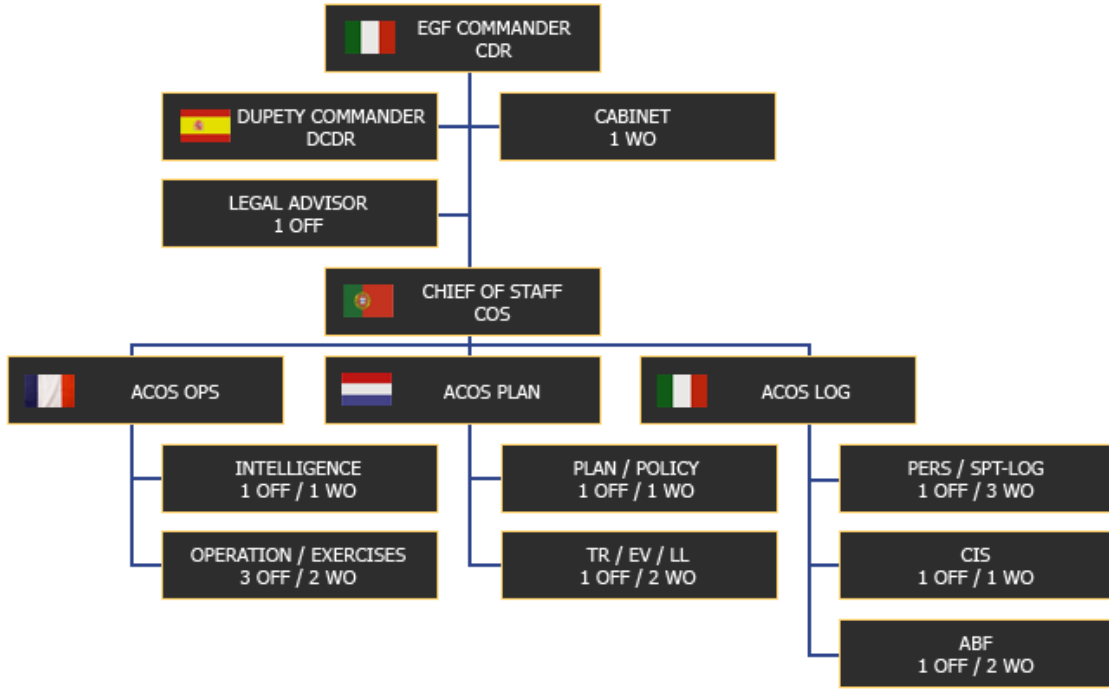 EGF COMMANDER
CDR
DUPETY COMMANDER
DCDR
CABINET
1 WO
LEGAL ADVISOR
1 OFF
CHIEF OF STAFF
COS
ACOS OPS
ACOS PLAN
ACOS LOG
INTELLIGENCE
1 OFF / 1 WO
PLAN / POLICY
1 OFF / 1 WO
PERS / SPT-LOG
1 OFF / 3 WO
OPERATION / EXERCISES
3 OFF / 2 WO
TR / EV / LL
1 OFF / 2 WO
CIS
1 OFF / 1 WO
ABF
1 OFF / 2 WO